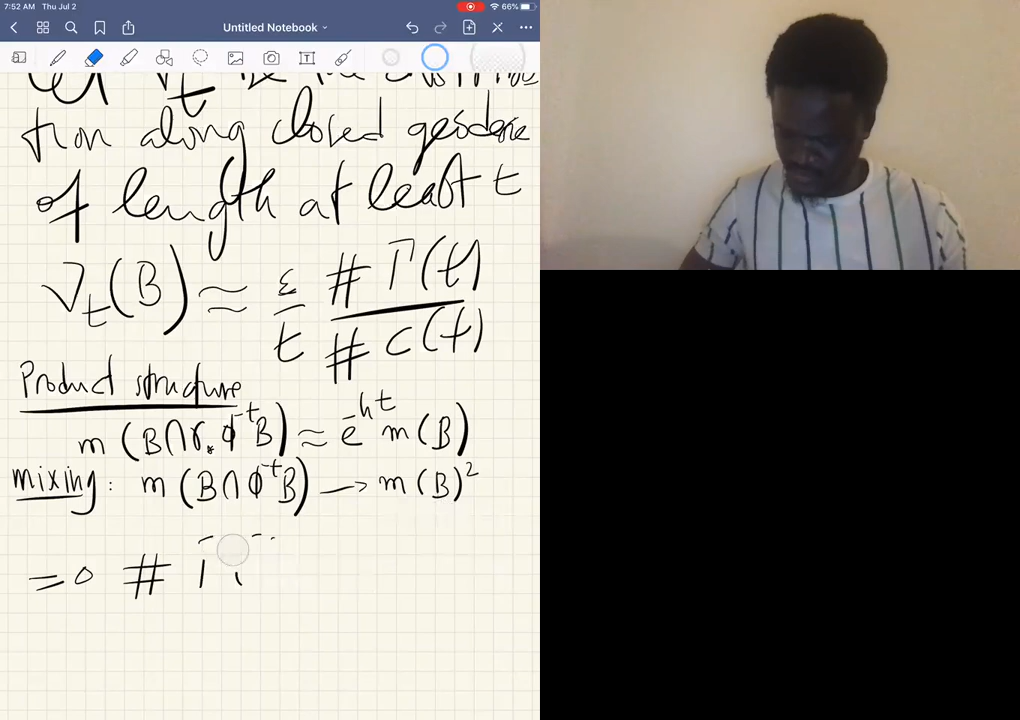 7:52 AM Thu Jul 2 66%
Untitled Notebook
tion along closed geodesic
of length at least t
ν_t(B) ≈ ε/t #Γ(t)/#C(t)
Product structure
m(B∩γ_*φ^{-t}B) ≈ e^{-ht} m(B)
mixing: m(B∩φ^{-t}B) → m(B)^2
=> #